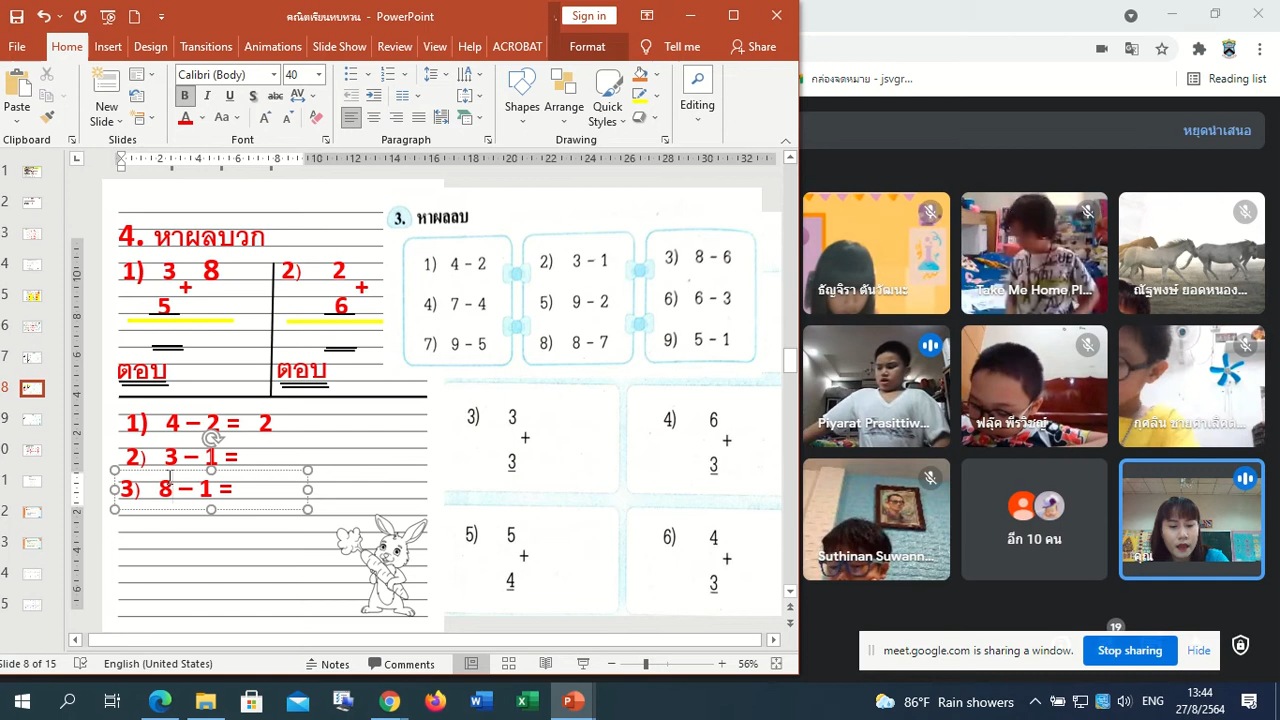 คณิตเรียนทบทวน - PowerPoint
Sign in
File Home Insert Design Transitions Animations Slide Show Review View Help ACROBAT Format Tell me Share
Calibri (Body) 40
Paste
New Slide
Shapes Arrange Quick Styles
Editing
Clipboard Slides Font Paragraph Drawing
4. หาผลบวก
1) 3 + 8
5
2) 2
+
6
ตอบ ตอบ
1) 4 – 2 = 2
2) 3 – 1 =
3) 8 – 1 =
3. หาผลลบ
1) 4 - 2 2) 3 - 1 3) 8 - 6
4) 7 - 4 5) 9 - 2 6) 6 - 3
7) 9 - 5 8) 8 - 7 9) 5 - 1
3) 3
+
3
4) 6
+
3
5) 5
+
4
6) 4
+
3
Slide 8 of 15 English (United States) Notes Comments 56%
Reading list
หยุดนำเสนอ
ธัญจิรา ตันวัฒนะ
Take Me Home Pl...
ณัฐพงษ์ ยอดหนอง...
Piyarat Prasittiw...
Suthinan Suwann...
อีก 10 คน
คุณ
19
meet.google.com is sharing a window. Stop sharing Hide
86°F Rain showers ENG 13:44
27/8/2564